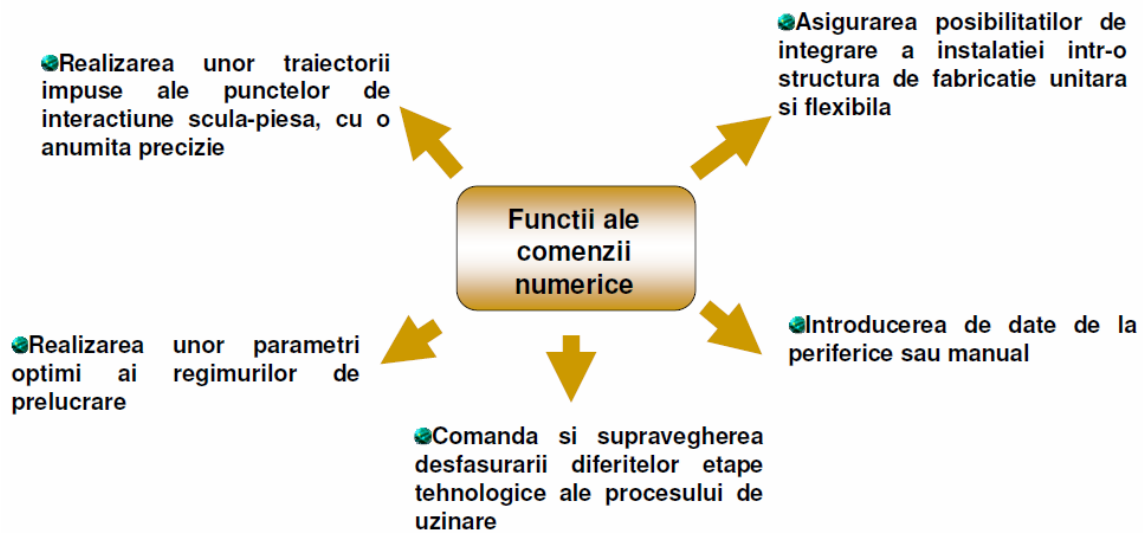 Realizarea unor traiectorii
impuse ale punctelor de
interactiune scula-piesa, cu o
anumita precizie
Asigurarea posibilitatilor de
integrare a instalatiei intr-o
structura de fabricatie unitara
si flexibila
Functii ale
comenzii
numerice
Realizarea unor parametri
optimi ai regimurilor de
prelucrare
Introducerea de date de la
periferice sau manual
Comanda si supravegherea
desfasurarii diferitelor etape
tehnologice ale procesului de
uzinare